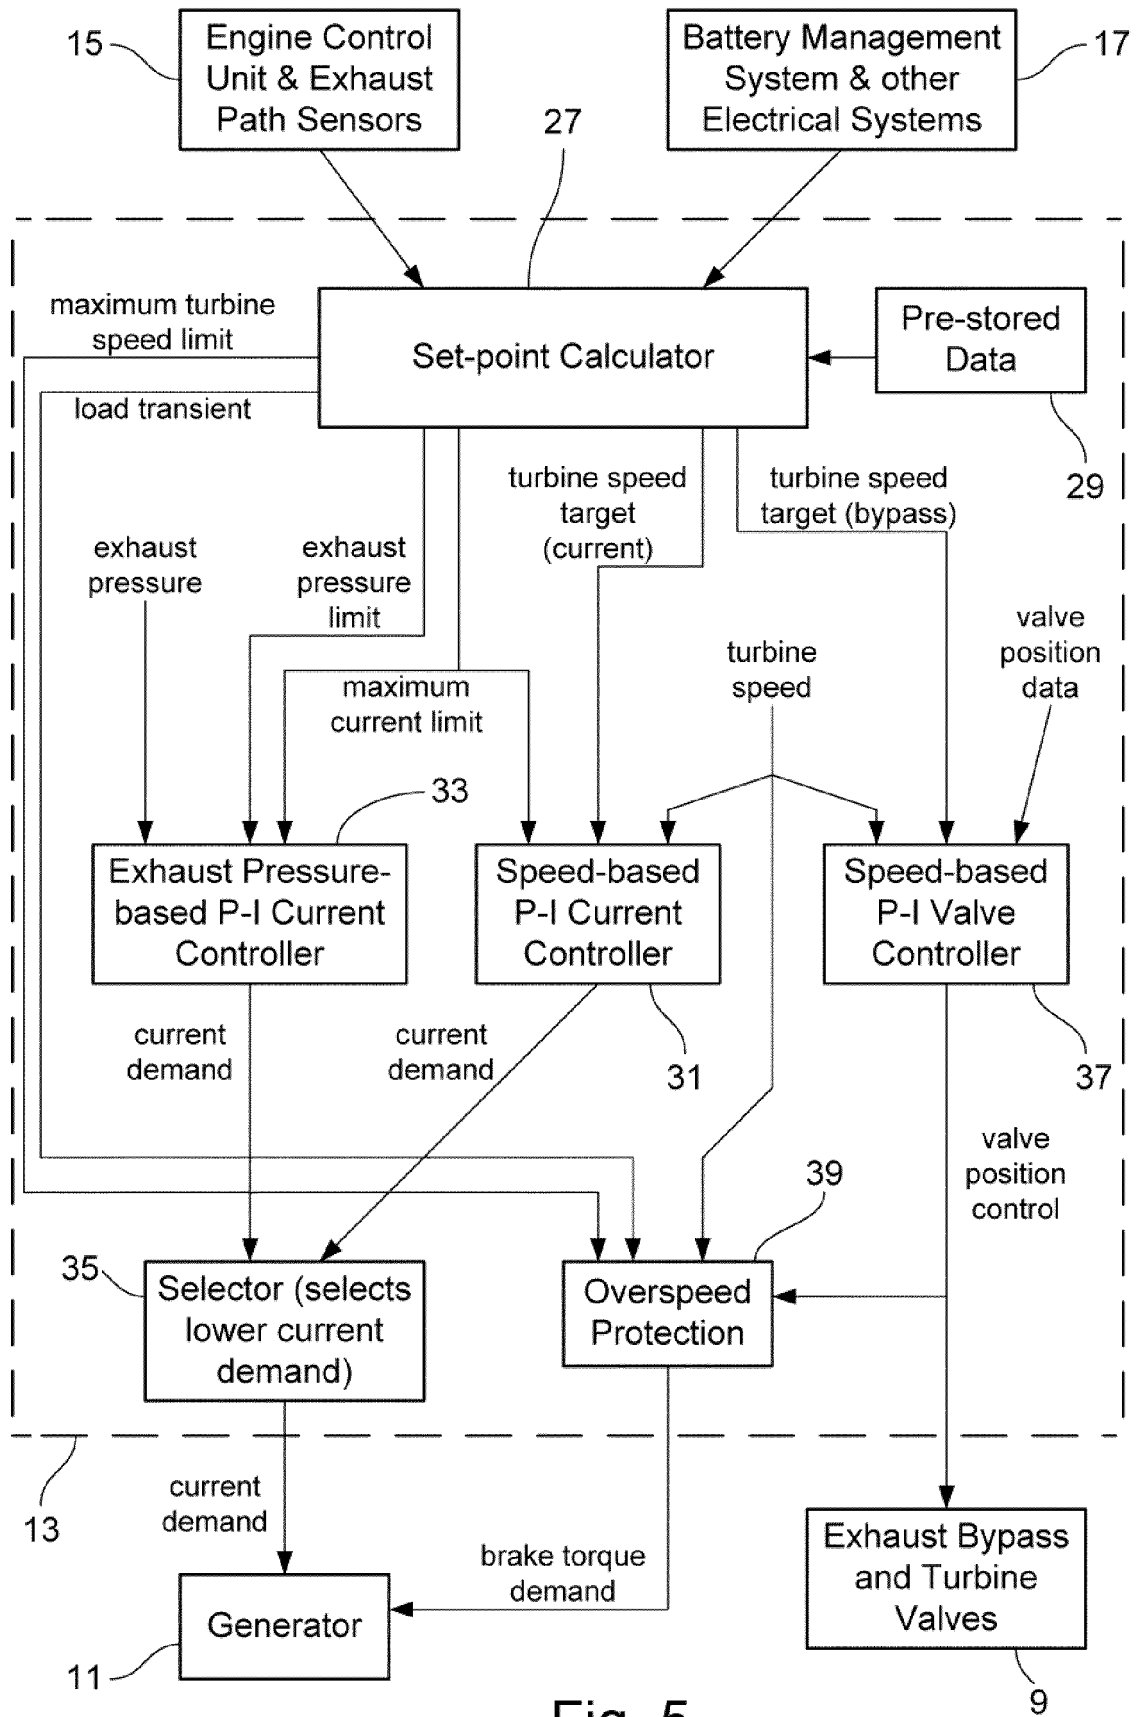 15
Engine Control
Unit & Exhaust
Path Sensors
Battery Management
System & other
Electrical Systems
17
27
maximum turbine
speed limit
load transient
Set-point Calculator
Pre-stored
Data
29
exhaust
pressure
exhaust
pressure
limit
maximum
current limit
turbine speed
target
(current)
turbine speed
target (bypass)
turbine
speed
valve
position
data
33
Exhaust Pressure-
based P-I Current
Controller
Speed-based
P-I Current
Controller
Speed-based
P-I Valve
Controller
current
demand
current
demand
31
37
valve
position
control
39
35
Selector (selects
lower current
demand)
Overspeed
Protection
13
current
demand
brake torque
demand
Generator
11
Exhaust Bypass
and Turbine
Valves
9
Fig. 5